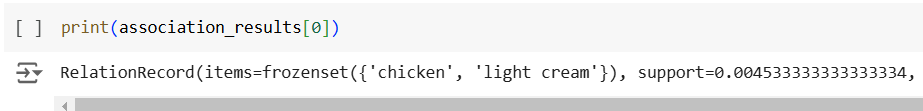 [ ] print(association_results[0])
RelationRecord(items=frozenset({'chicken', 'light cream'}), support=0.004533333333333334,